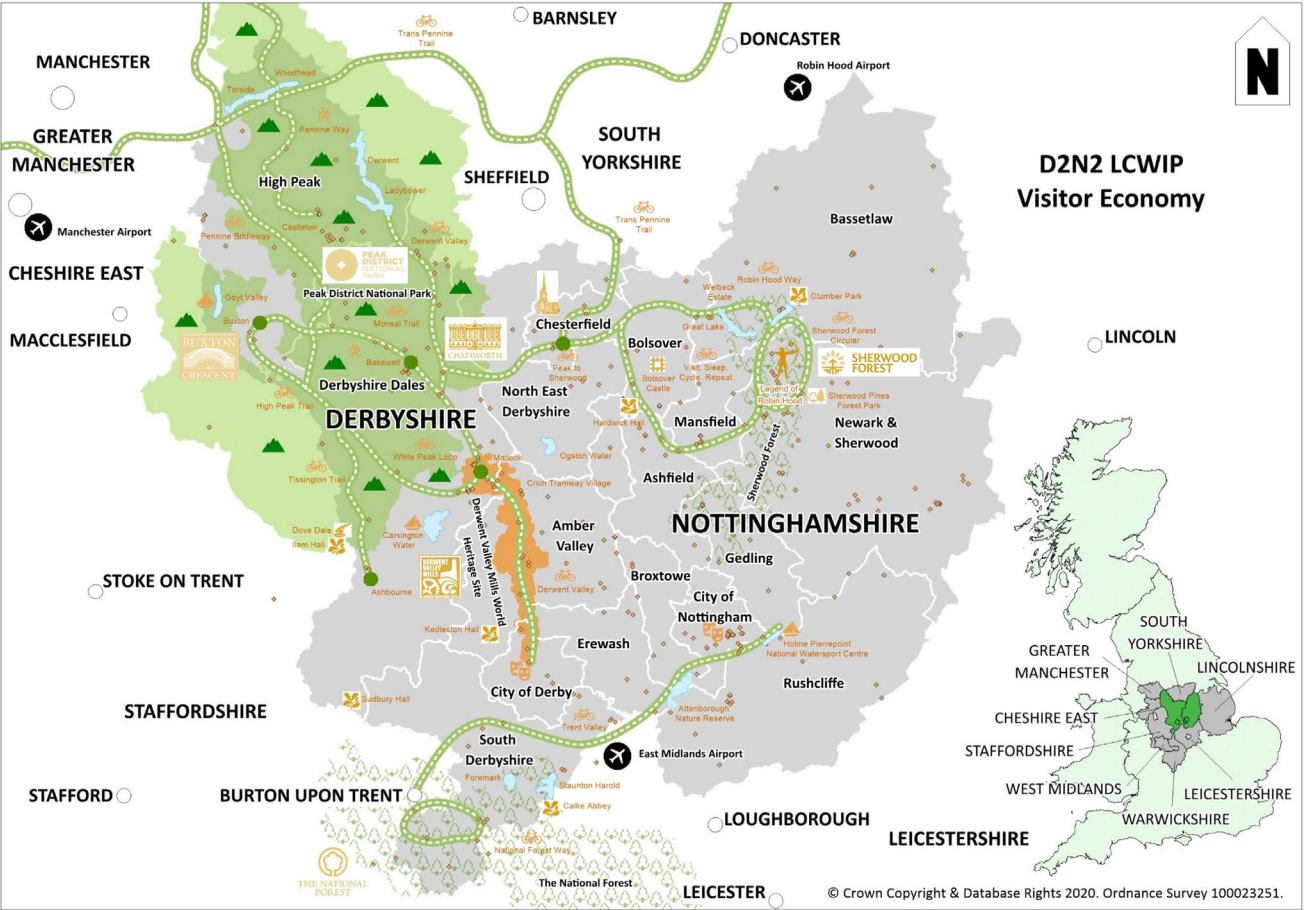 BARNSLEY
Trans Pennine
Trail
DONCASTER
MANCHESTER
Robin Hood Airport
N
Woodhead
Torside
GREATER
MANCHESTER
Pennine Way
SOUTH
YORKSHIRE
Derwent
D2N2 LCWIP
Visitor Economy
High Peak
SHEFFIELD
Ladybower
Manchester Airport
Pennine Bridleway
Castleton
Derwent Valley
Trans Pennine
Trail
Bassetlaw
PEAK
DISTRICT
NATIONAL
PARK
CHESHIRE EAST
Peak District National Park
Goyt Valley
Buxton
Monsal Trail
Robin Hood Way
Welbeck
Estate
Clumber Park
MACCLESFIELD
BUXTON
CRESCENT
CHATSWORTH
Chesterfield
Great Lake
Sherwood Forest
Circular
LINCOLN
Bolsover
Bakewell
Peak to
Sherwood
Bolsover
Castle
Visit. Sleep.
Cycle. Repeat.
SHERWOOD
FOREST
Derbyshire Dales
North East
Derbyshire
Legend of
Robin Hood
Sherwood Pines
Forest Park
High Peak Trail
DERBYSHIRE
Hardwick Hall
Mansfield
Newark &
Sherwood
White Peak Loop
Matlock
Ogston Water
Sherwood Forest
Tissington Trail
Crich Tramway Village
Ashfield
Dove Dale
Ilam Hall
Carsington
Water
Derwent Valley Mills World
Heritage Site
Amber
Valley
NOTTINGHAMSHIRE
DERWENT
VALLEY
MILLS
Gedling
STOKE ON TRENT
Ashbourne
Derwent Valley
Broxtowe
City of
Nottingham
Kedleston Hall
Erewash
Holme Pierrepoint
National Watersport Centre
Rushcliffe
City of Derby
Sudbury Hall
STAFFORDSHIRE
Trent Valley
Attenborough
Nature Reserve
South
Derbyshire
East Midlands Airport
Foremark
Staunton Harold
STAFFORD
BURTON UPON TRENT
Calke Abbey
LOUGHBOROUGH
LEICESTERSHIRE
National Forest Way
THE NATIONAL
FOREST
The National Forest
LEICESTER
SOUTH
YORKSHIRE
GREATER
MANCHESTER
LINCOLNSHIRE
CHESHIRE EAST
STAFFORDSHIRE
WEST MIDLANDS
LEICESTERSHIRE
WARWICKSHIRE
© Crown Copyright & Database Rights 2020. Ordnance Survey 100023251.